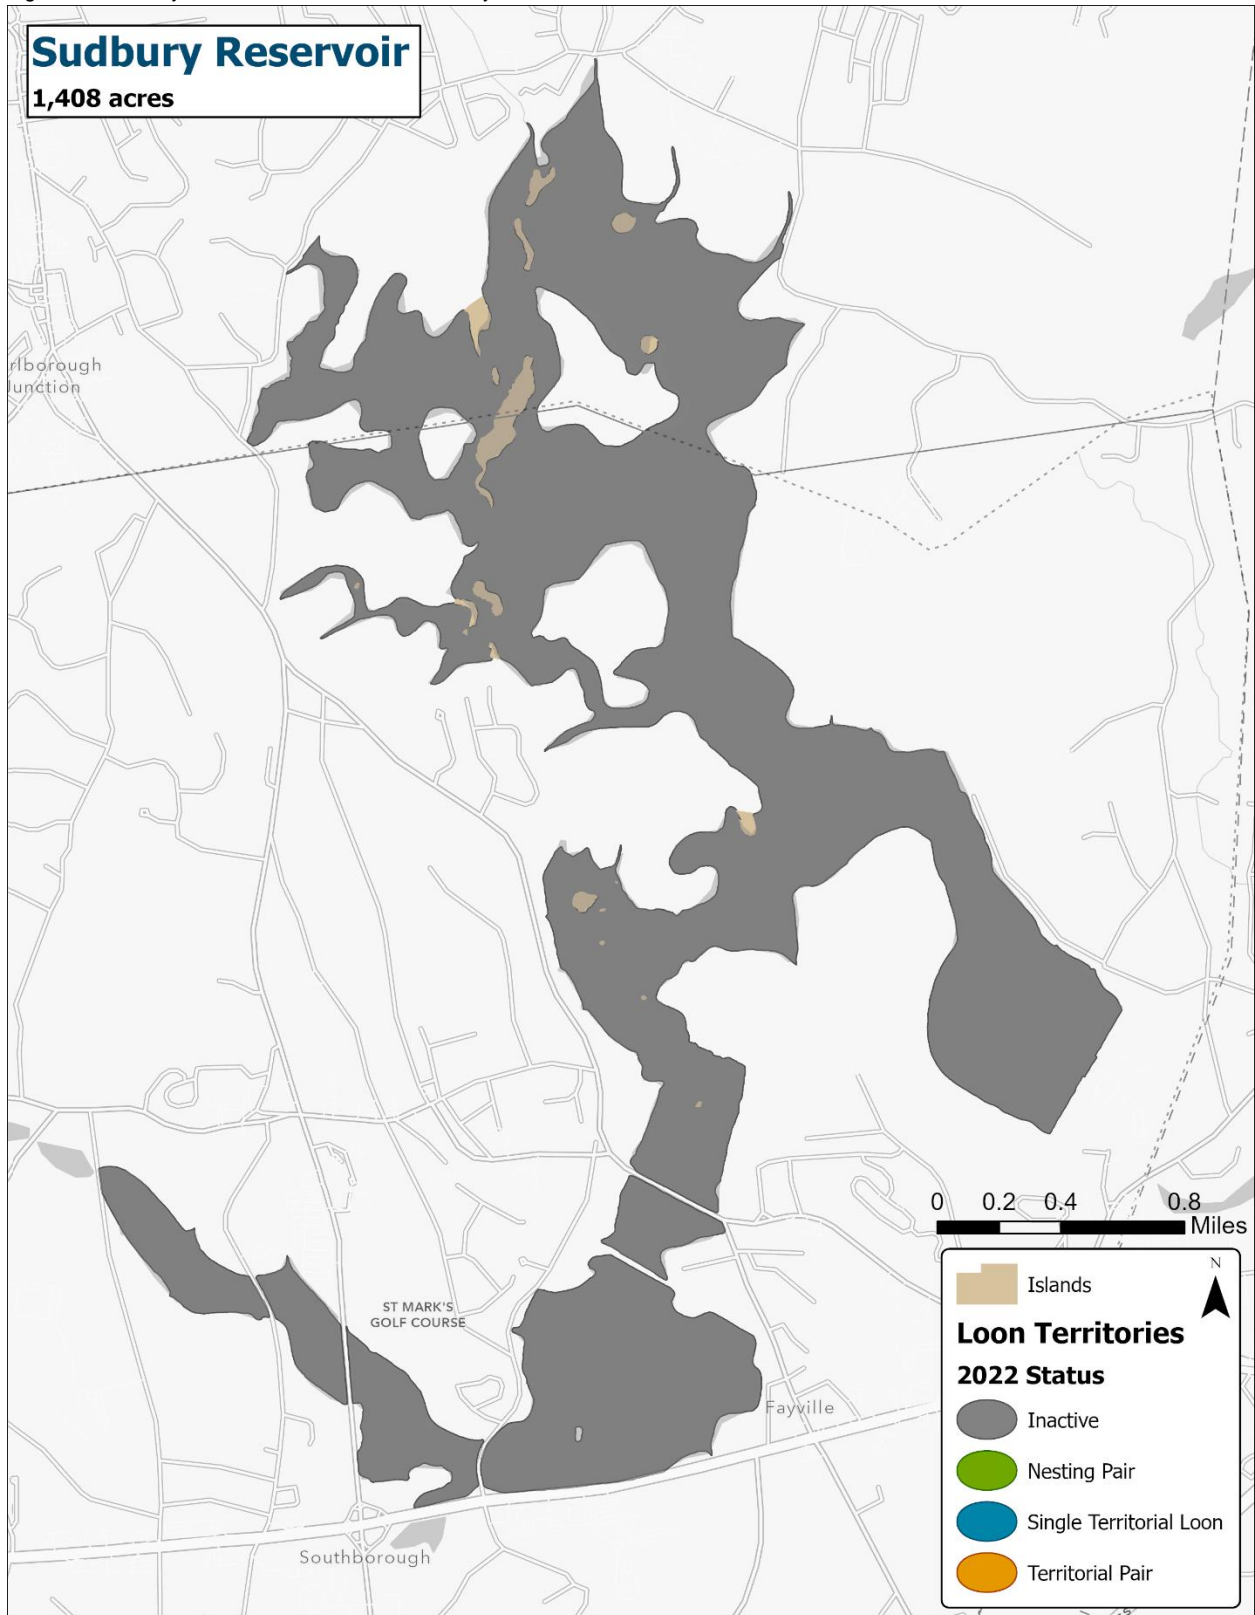 Sudbury Reservoir
1,408 acres
rlborough
Junction
ST MARK'S
GOLF COURSE
Fayville
Southborough
0 0.2 0.4 0.8
Miles
N
Islands
Loon Territories
2022 Status
Inactive
Nesting Pair
Single Territorial Loon
Territorial Pair